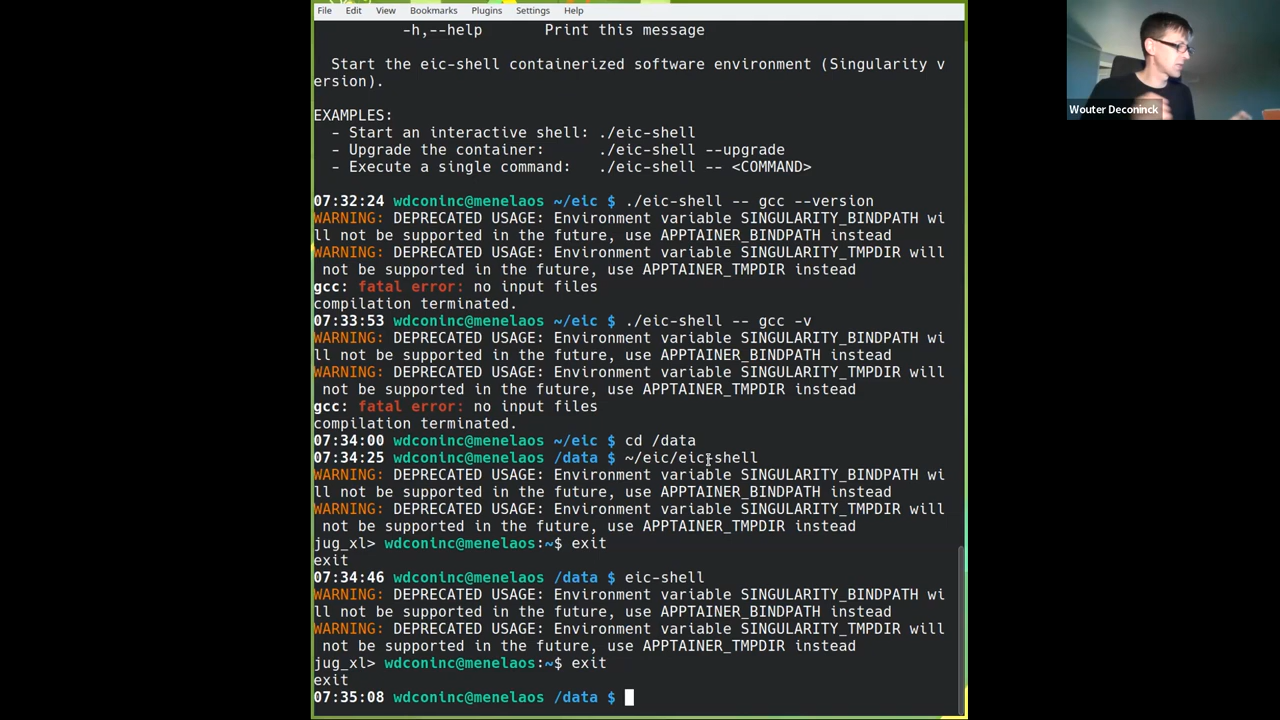 File Edit View Bookmarks Plugins Settings Help
-h,--help Print this message
Start the eic-shell containerized software environment (Singularity v
ersion).
EXAMPLES:
- Start an interactive shell: ./eic-shell
- Upgrade the container: ./eic-shell --upgrade
- Execute a single command: ./eic-shell -- <COMMAND>
07:32:24 wdconinc@menelaos ~/eic $ ./eic-shell -- gcc --version
WARNING: DEPRECATED USAGE: Environment variable SINGULARITY_BINDPATH wi
ll not be supported in the future, use APPTAINER_BINDPATH instead
WARNING: DEPRECATED USAGE: Environment variable SINGULARITY_TMPDIR will
not be supported in the future, use APPTAINER_TMPDIR instead
gcc: fatal error: no input files
compilation terminated.
07:33:53 wdconinc@menelaos ~/eic $ ./eic-shell -- gcc -v
WARNING: DEPRECATED USAGE: Environment variable SINGULARITY_BINDPATH wi
ll not be supported in the future, use APPTAINER_BINDPATH instead
WARNING: DEPRECATED USAGE: Environment variable SINGULARITY_TMPDIR will
not be supported in the future, use APPTAINER_TMPDIR instead
gcc: fatal error: no input files
compilation terminated.
07:34:00 wdconinc@menelaos ~/eic $ cd /data
07:34:25 wdconinc@menelaos /data $ ~/eic/eic-shell
WARNING: DEPRECATED USAGE: Environment variable SINGULARITY_BINDPATH wi
ll not be supported in the future, use APPTAINER_BINDPATH instead
WARNING: DEPRECATED USAGE: Environment variable SINGULARITY_TMPDIR will
not be supported in the future, use APPTAINER_TMPDIR instead
jug_xl> wdconinc@menelaos:~$ exit
exit
07:34:46 wdconinc@menelaos /data $ eic-shell
WARNING: DEPRECATED USAGE: Environment variable SINGULARITY_BINDPATH wi
ll not be supported in the future, use APPTAINER_BINDPATH instead
WARNING: DEPRECATED USAGE: Environment variable SINGULARITY_TMPDIR will
not be supported in the future, use APPTAINER_TMPDIR instead
jug_xl> wdconinc@menelaos:~$ exit
exit
07:35:08 wdconinc@menelaos /data $
Wouter Deconinck